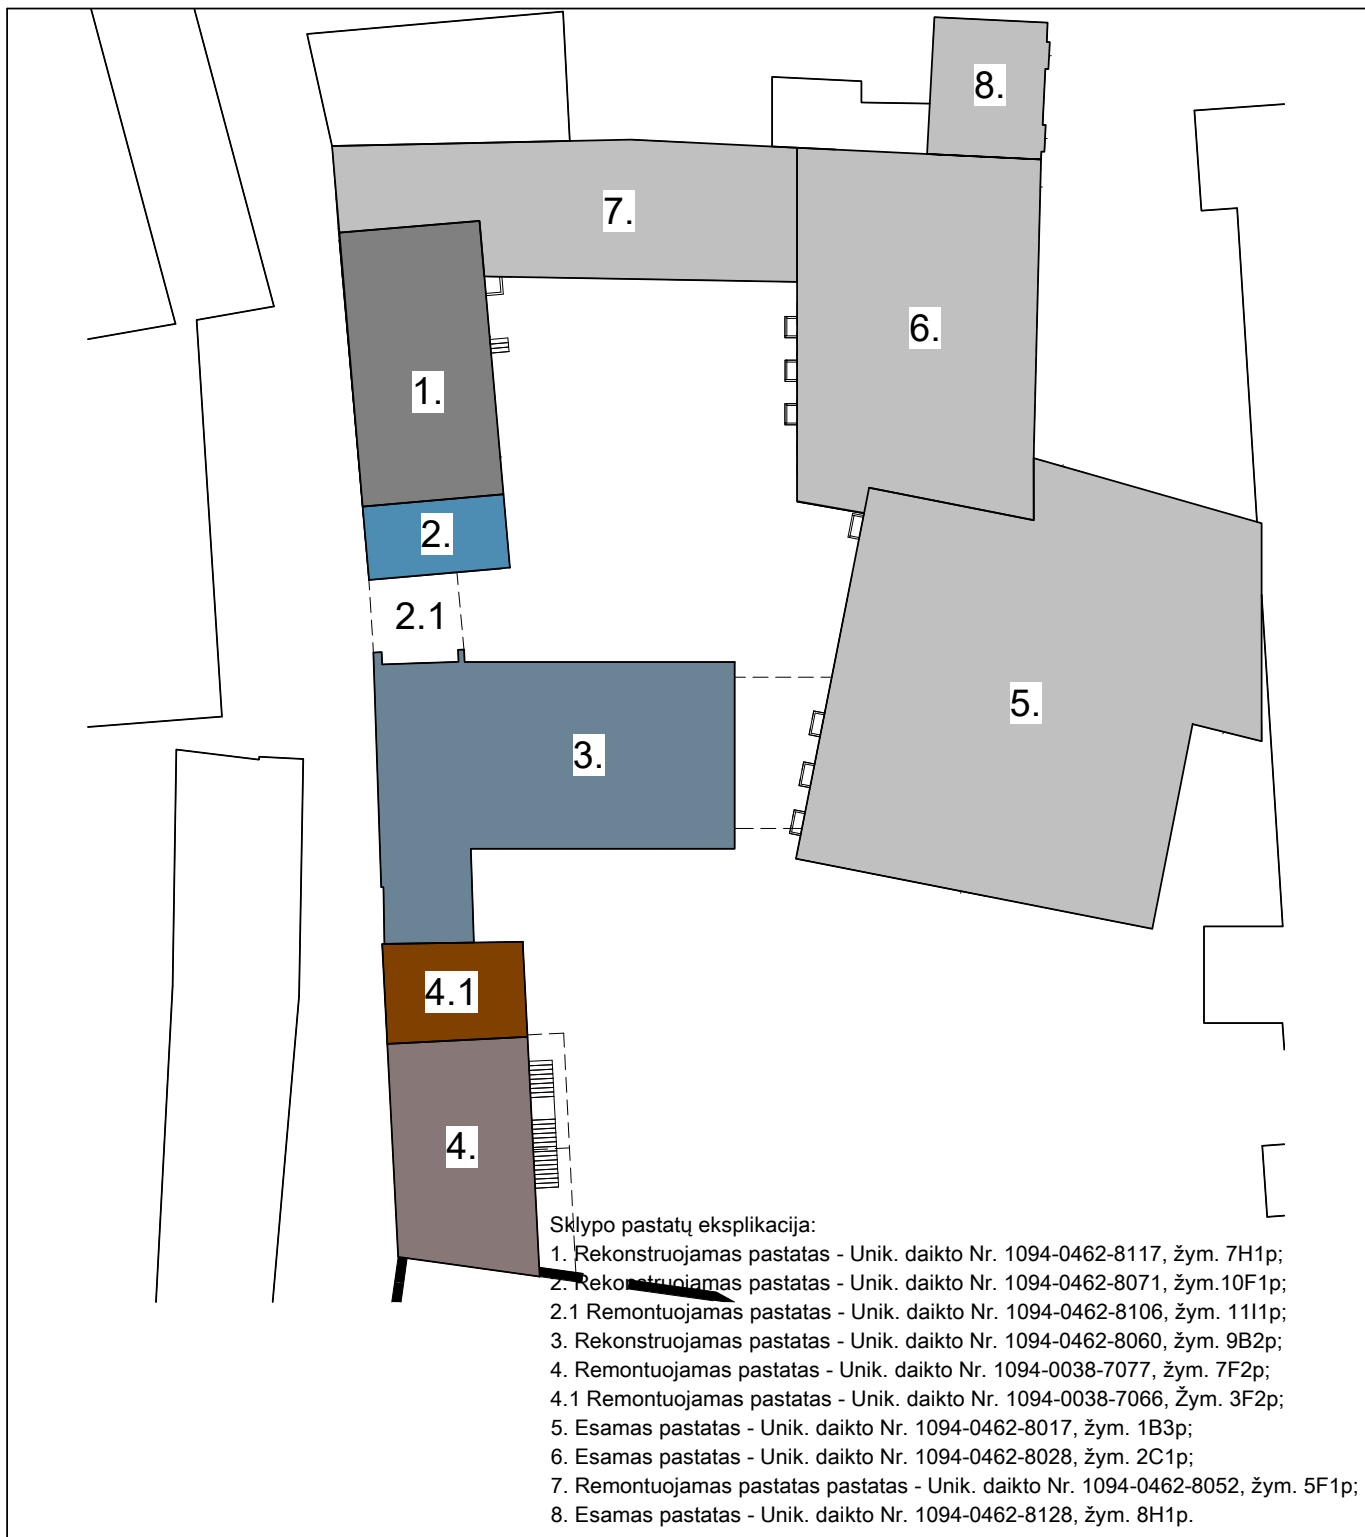 8.
7.
6.
1.
2.
2.1
5.
3.
4.1
4.
Sklypo pastatų eksplikacija:
1. Rekonstruojamas pastatas - Unik. daikto Nr. 1094-0462-8117, žym. 7H1p;
2. Rekonstruojamas pastatas - Unik. daikto Nr. 1094-0462-8071, žym.10F1p;
2.1 Remontuojamas pastatas - Unik. daikto Nr. 1094-0462-8106, žym. 11I1p;
3. Rekonstruojamas pastatas - Unik. daikto Nr. 1094-0462-8060, žym. 9B2p;
4. Remontuojamas pastatas - Unik. daikto Nr. 1094-0038-7077, žym. 7F2p;
4.1 Remontuojamas pastatas - Unik. daikto Nr. 1094-0038-7066, Žym. 3F2p;
5. Esamas pastatas - Unik. daikto Nr. 1094-0462-8017, žym. 1B3p;
6. Esamas pastatas - Unik. daikto Nr. 1094-0462-8028, žym. 2C1p;
7. Remontuojamas pastatas pastatas - Unik. daikto Nr. 1094-0462-8052, žym. 5F1p;
8. Esamas pastatas - Unik. daikto Nr. 1094-0462-8128, žym. 8H1p.